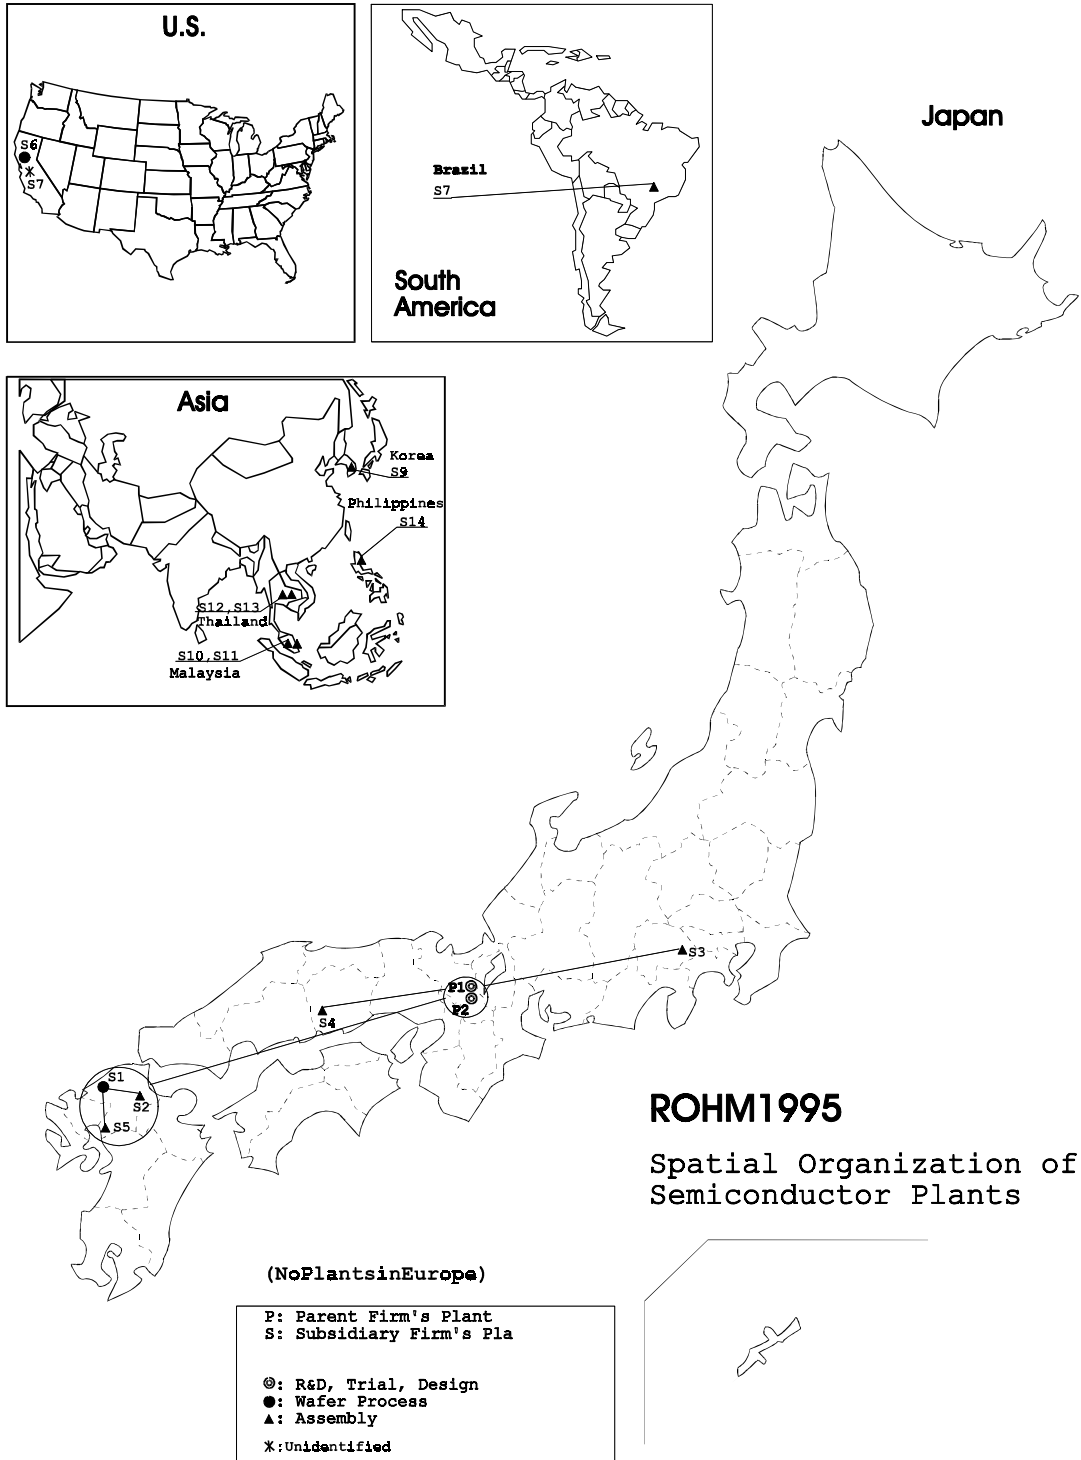 U.S.
S6
S7
Brazil
S7
South
America
Japan
Asia
Korea
S9
Philippines
S14
S12,S13
Thailand
S10,S11
Malaysia
S3
P1
P2
S4
S1
S2
S5
ROHM1995
Spatial Organization of
Semiconductor Plants
(NoPlantsinEurope)
P: Parent Firm's Plant
S: Subsidiary Firm's Pla
: R&D, Trial, Design
: Wafer Process
: Assembly
:Unidentified